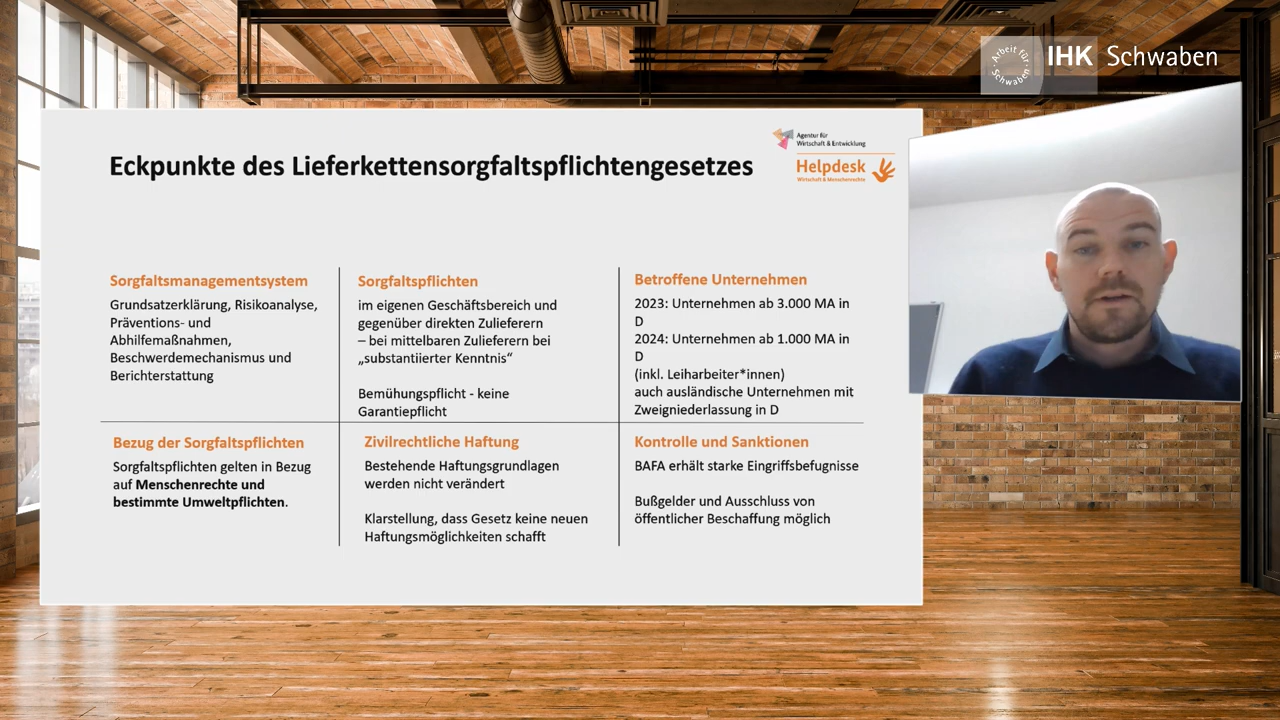 Arbeit für
Schwaben
IHK Schwaben
Agentur für
Wirtschaft & Entwicklung
Helpdesk
Wirtschaft & Menschenrechte
Eckpunkte des Lieferkettensorgfaltspflichtengesetzes
Sorgfaltsmanagementsystem
Grundsatzerklärung, Risikoanalyse,
Präventions- und
Abhilfemaßnahmen,
Beschwerdemechanismus und
Berichterstattung
Sorgfaltspflichten
im eigenen Geschäftsbereich und
gegenüber direkten Zulieferern
– bei mittelbaren Zulieferern bei
„substantiierter Kenntnis“
Bemühungspflicht - keine
Garantiepflicht
Betroffene Unternehmen
2023: Unternehmen ab 3.000 MA in
D
2024: Unternehmen ab 1.000 MA in
D
(inkl. Leiharbeiter*innen)
auch ausländische Unternehmen mit
Zweigniederlassung in D
Bezug der Sorgfaltspflichten
Sorgfaltspflichten gelten in Bezug
auf Menschenrechte und
bestimmte Umweltpflichten.
Zivilrechtliche Haftung
Bestehende Haftungsgrundlagen
werden nicht verändert
Klarstellung, dass Gesetz keine neuen
Haftungsmöglichkeiten schafft
Kontrolle und Sanktionen
BAFA erhält starke Eingriffsbefugnisse
Bußgelder und Ausschluss von
öffentlicher Beschaffung möglich